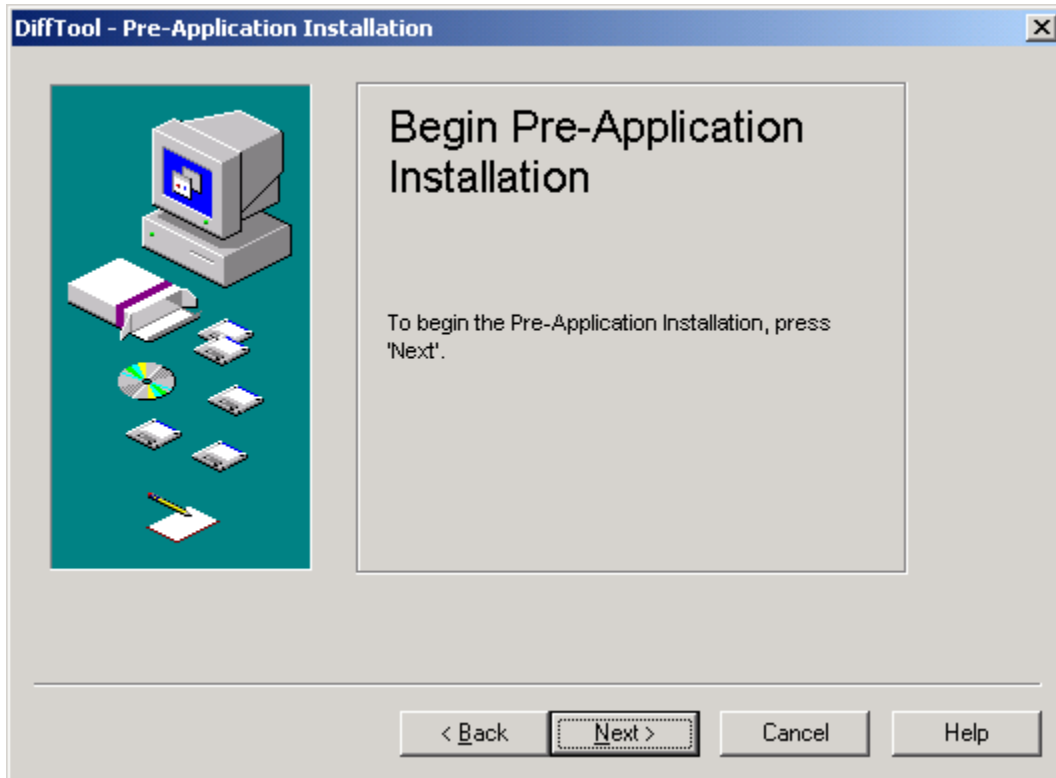 DiffTool - Pre-Application Installation
Begin Pre-Application
Installation
To begin the Pre-Application Installation, press
'Next'.
< Back
Next >
Cancel
Help